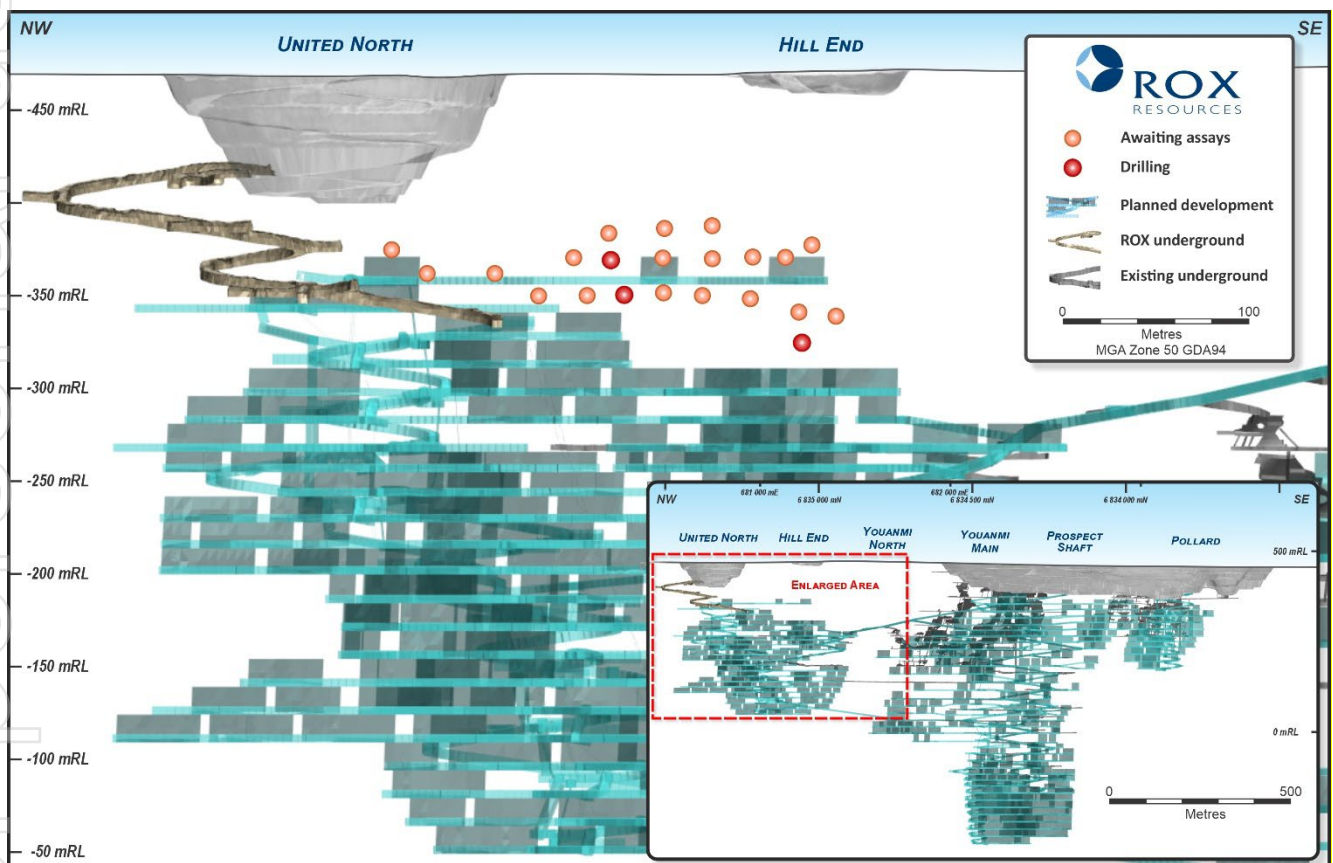 NW
UNITED NORTH
HILL END
SE
ROX
RESOURCES
Awaiting assays
Drilling
Planned development
ROX underground
Existing underground
0 100
Metres
MGA Zone 50 GDA94
-450 mRL
-350 mRL
-300 mRL
-250 mRL
-200 mRL
-150 mRL
-100 mRL
-50 mRL
NW
681 000 mE
6 835 000 mN
682 000 mE
6 834 500 mN
6 834 000 mN
SE
UNITED NORTH
HILL END
YOUANMI
NORTH
YOUANMI
MAIN
PROSPECT
SHAFT
POLLARD
500 mRL
ENLARGED AREA
0 mRL
0 500
Metres